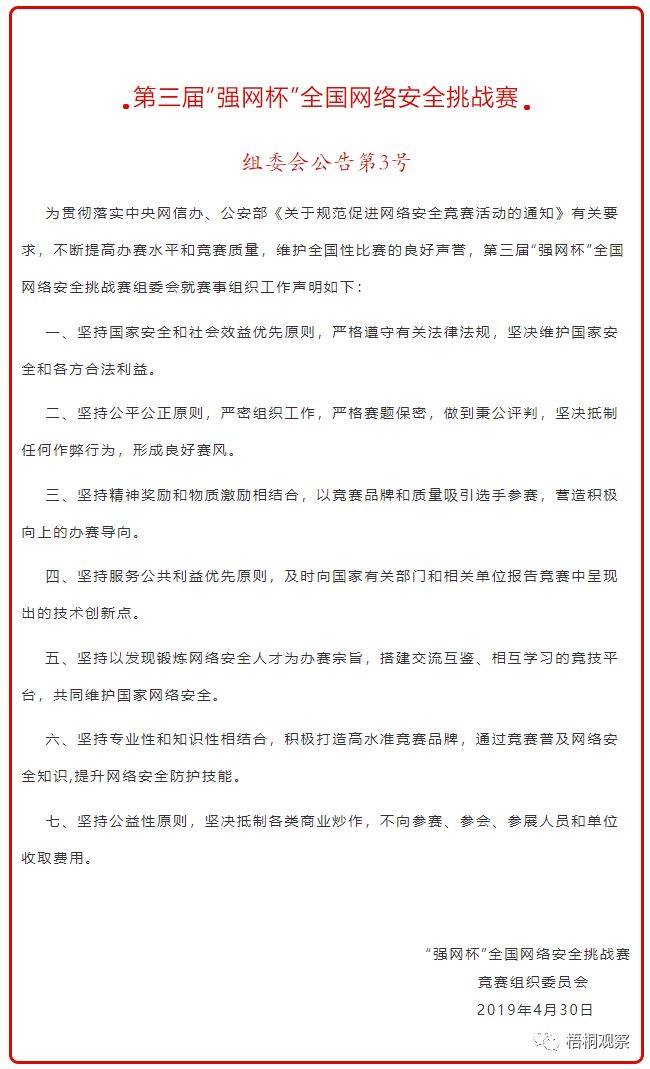 第三届“强网杯”全国网络安全挑战赛
组委会公告第3号
为贯彻落实中央网信办、公安部《关于规范促进网络安全竞赛活动的通知》有关要
求，不断提高办赛水平和竞赛质量，维护全国性比赛的良好声誉，第三届“强网杯”全国
网络安全挑战赛组委会就赛事组织工作声明如下：
一、坚持国家安全和社会效益优先原则，严格遵守有关法律法规，坚决维护国家安
全和各方合法利益。
二、坚持公平公正原则，严密组织工作，严格赛题保密，做到秉公评判，坚决抵制
任何作弊行为，形成良好赛风。
三、坚持精神奖励和物质激励相结合，以竞赛品牌和质量吸引选手参赛，营造积极
向上的办赛导向。
四、坚持服务公共利益优先原则，及时向国家有关部门和相关单位报告竞赛中呈现
出的技术创新点。
五、坚持以发现锻炼网络安全人才为办赛宗旨，搭建交流互鉴、相互学习的竞技平
台，共同维护国家网络安全。
六、坚持专业性和知识性相结合，积极打造高水准竞赛品牌，通过竞赛普及网络安
全知识,提升网络安全防护技能。
七、坚持公益性原则，坚决抵制各类商业炒作，不向参赛、参会、参展人员和单位
收取费用。
“强网杯”全国网络安全挑战赛
竞赛组织委员会
2019年4月30日
梧桐观察